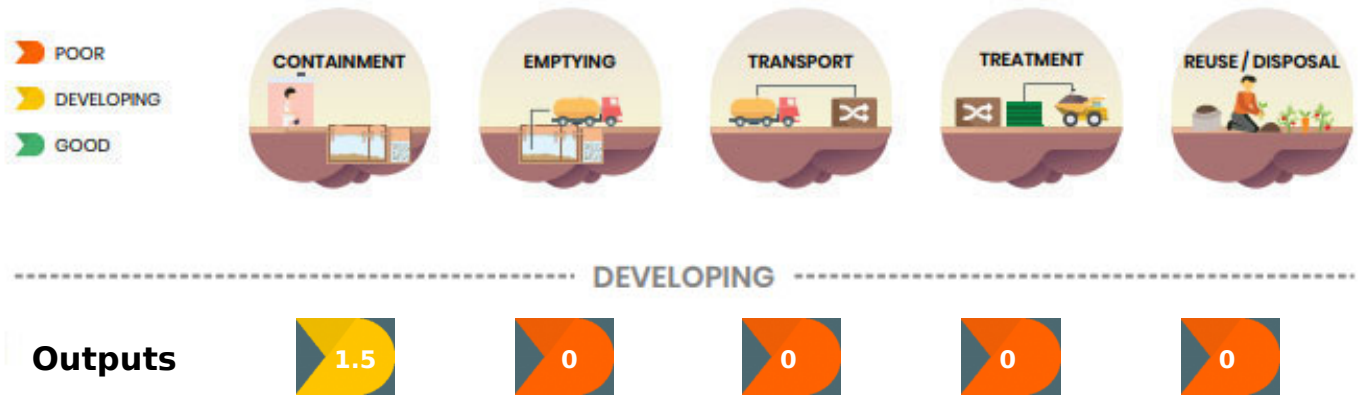 POOR
DEVELOPING
GOOD
CONTAINMENT
EMPTYING
TRANSPORT
TREATMENT
REUSE / DISPOSAL
DEVELOPING
Outputs 1.5 0 0 0 0